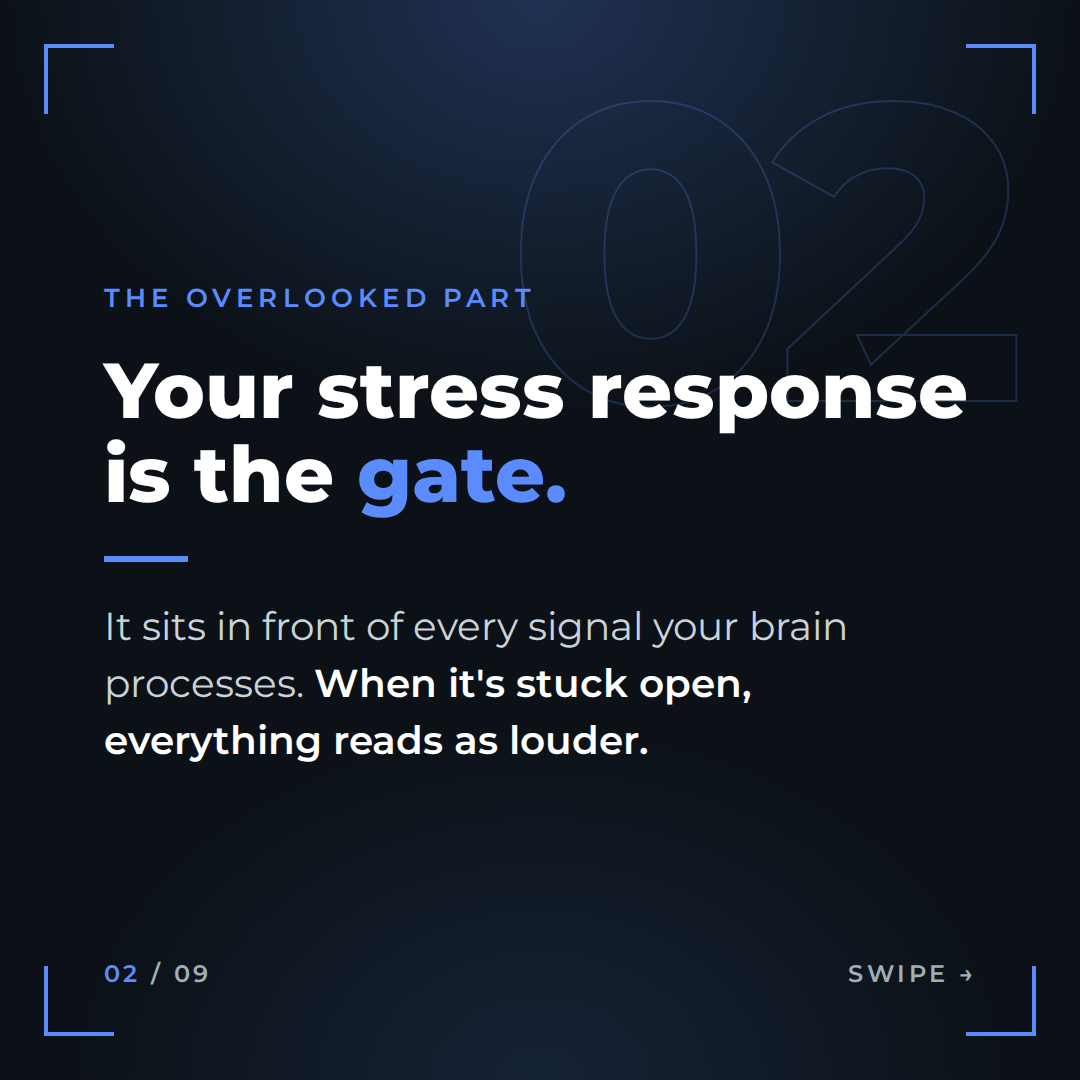 02
THE OVERLOOKED PART
Your stress response
is the gate.
It sits in front of every signal your brain
processes. When it's stuck open,
everything reads as louder.
02 / 09
SWIPE →